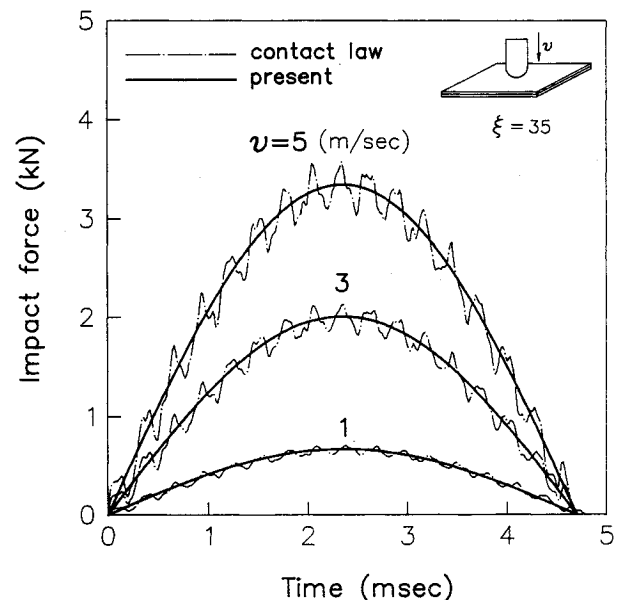 5
contact law
present
v
ξ = 35
v=5 (m/sec)
4
3
3
2
1
1
0
Impact force (kN)
0 1 2 3 4 5
Time (msec)